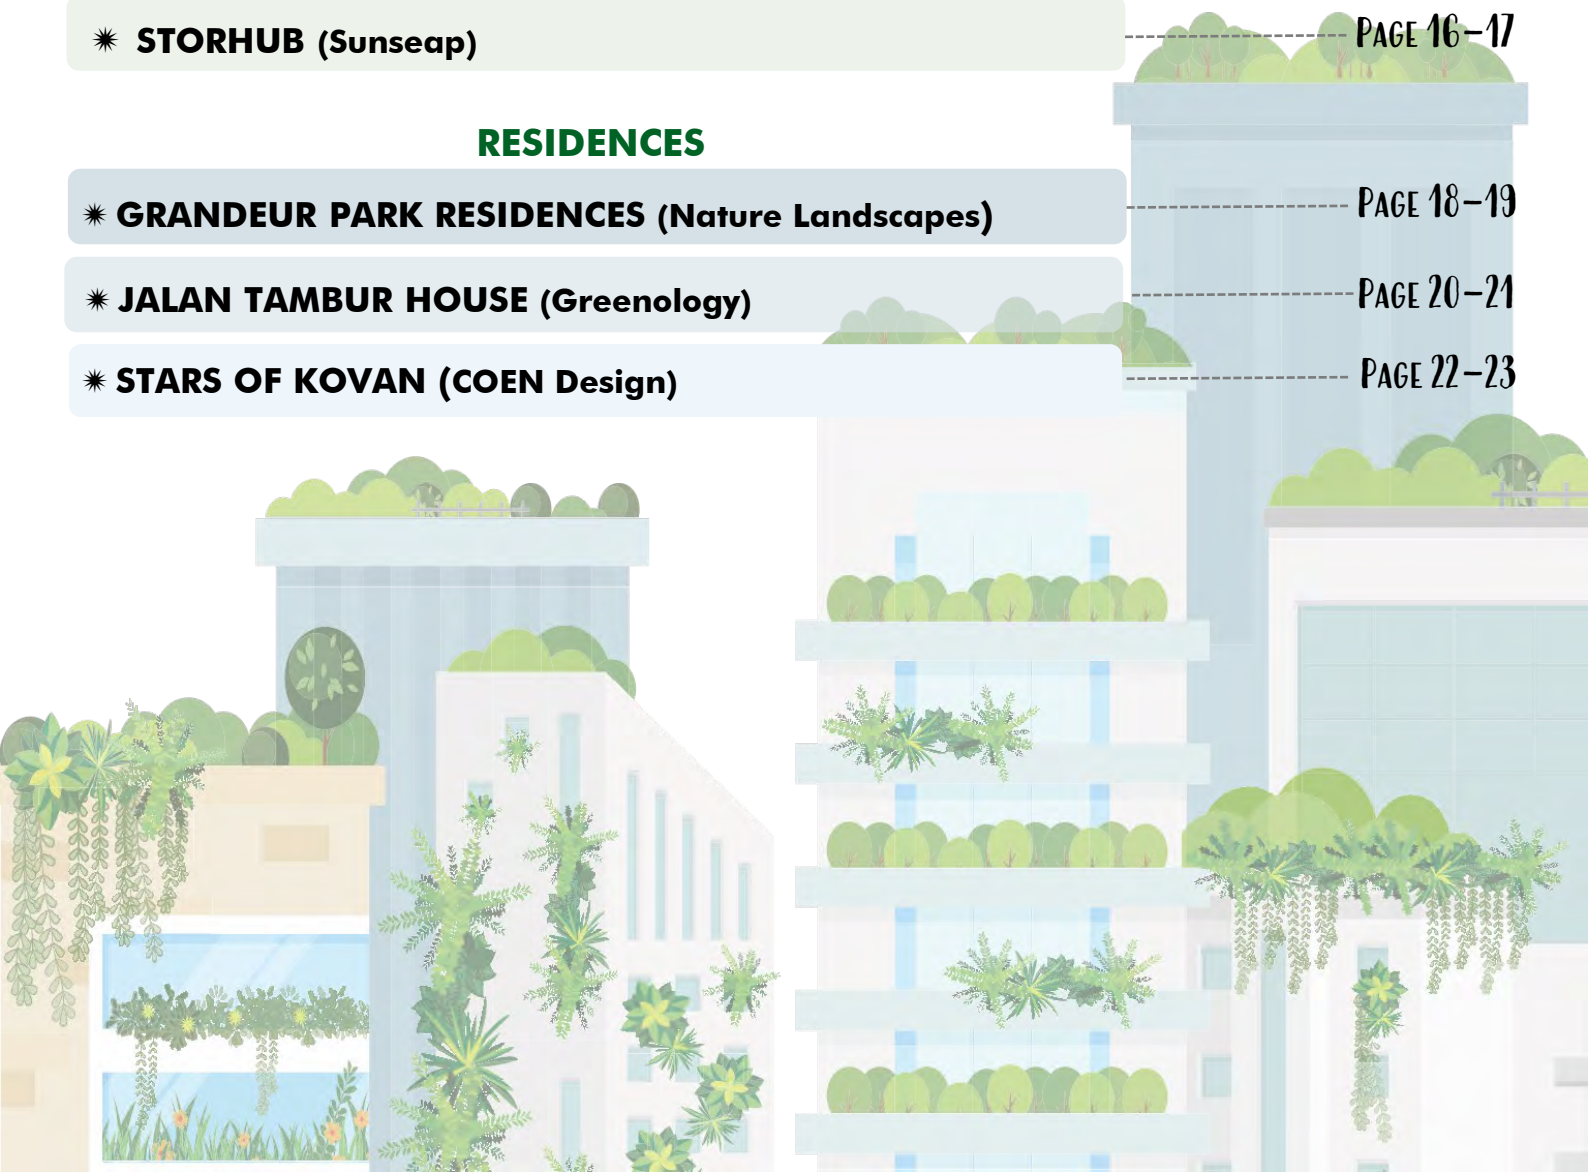 ✷ STORHUB (Sunseap) PAGE 16–17
RESIDENCES
✷ GRANDEUR PARK RESIDENCES (Nature Landscapes) PAGE 18–19
✷ JALAN TAMBUR HOUSE (Greenology) PAGE 20–21
✷ STARS OF KOVAN (COEN Design) PAGE 22–23